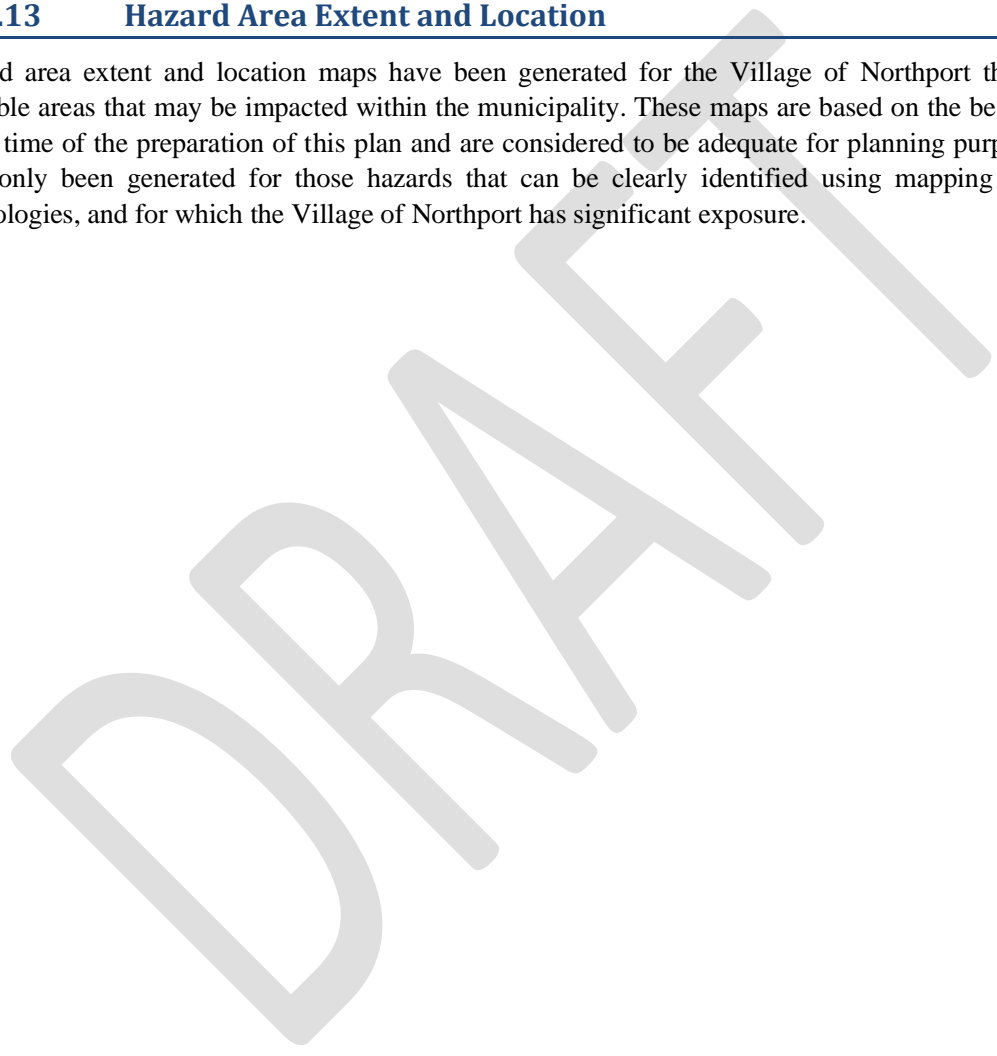 .13 Hazard Area Extent and Location
d area extent and location maps have been generated for the Village of Northport th
ble areas that may be impacted within the municipality. These maps are based on the be
time of the preparation of this plan and are considered to be adequate for planning purp
only been generated for those hazards that can be clearly identified using mapping
ologies, and for which the Village of Northport has significant exposure.
DRAFT